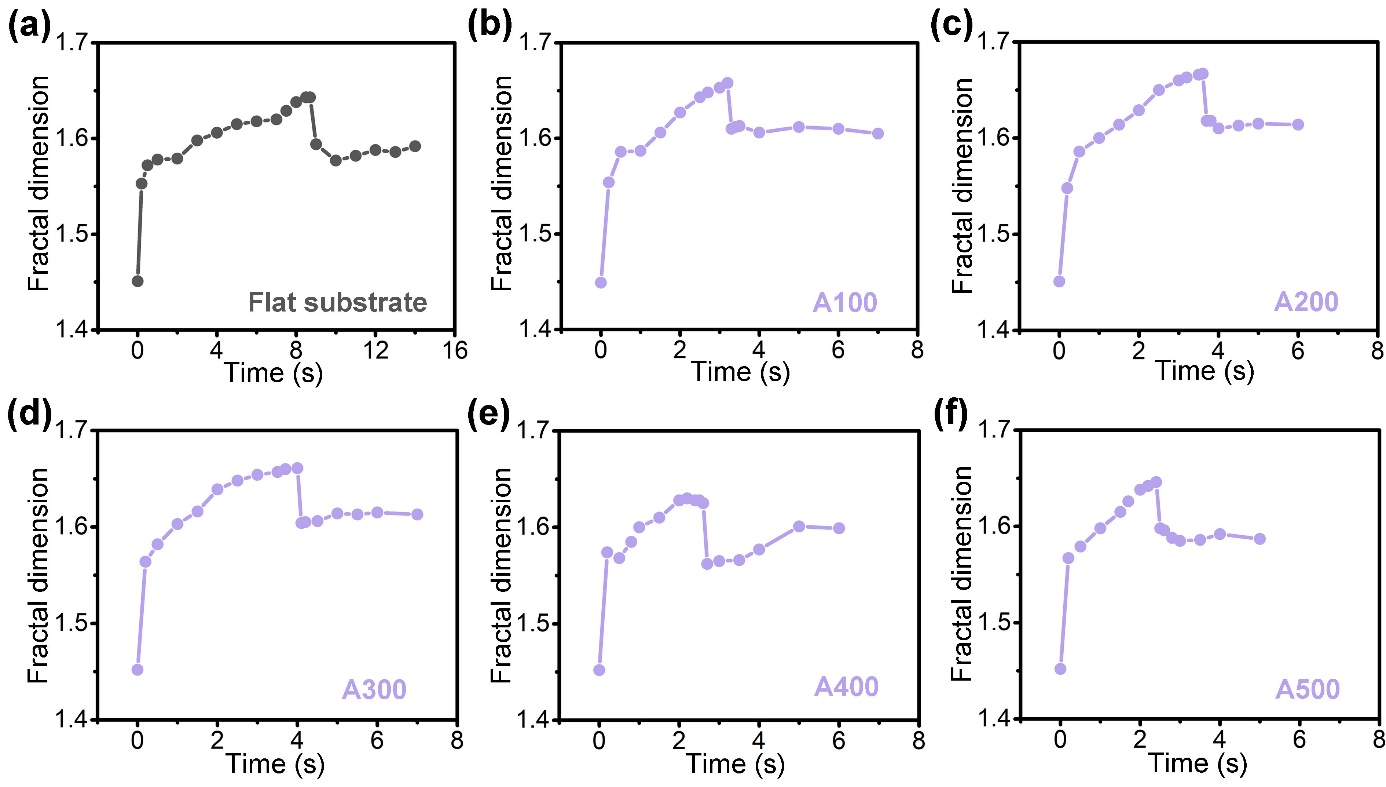 (a)
1.7
1.6
1.5
1.4
Fractal dimension
0 4 8 12 16
Time (s)
Flat substrate
(b)
1.7
1.6
1.5
1.4
Fractal dimension
0 2 4 6 8
Time (s)
A100
(c)
1.7
1.6
1.5
1.4
Fractal dimension
0 2 4 6 8
Time (s)
A200
(d)
1.7
1.6
1.5
1.4
Fractal dimension
0 2 4 6 8
Time (s)
A300
(e)
1.7
1.6
1.5
1.4
Fractal dimension
0 2 4 6 8
Time (s)
A400
(f)
1.7
1.6
1.5
1.4
Fractal dimension
0 2 4 6 8
Time (s)
A500